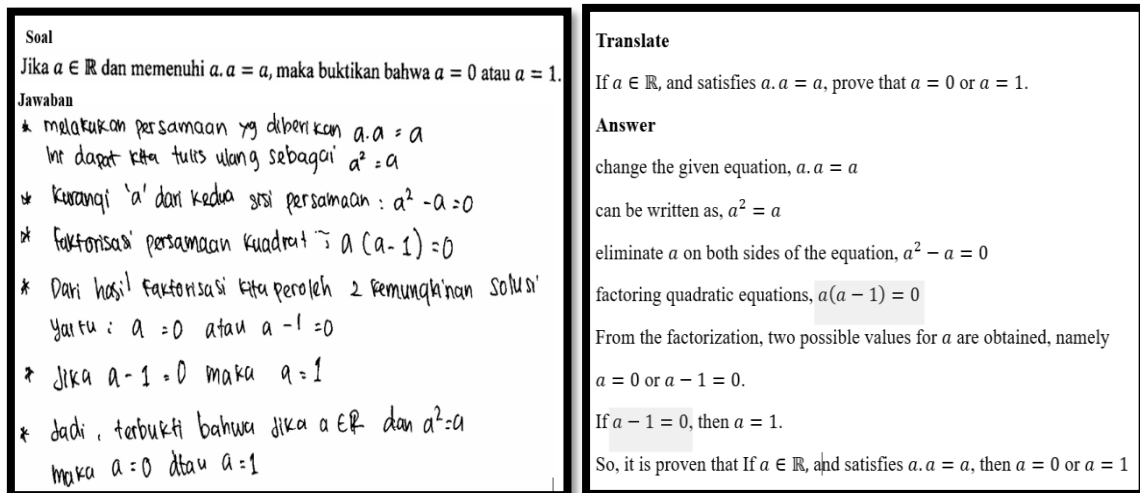 Soal
Jika a ∈ ℝ dan memenuhi a. a = a, maka buktikan bahwa a = 0 atau a = 1.
Jawaban
* melakukan persamaan yg diberikan a.a = a
Ini dapat kita tulis ulang sebagai a² = a
* Kurangi 'a' dari kedua sisi persamaan : a² - a = 0
* faktorisasi persamaan kuadrat : a (a - 1) = 0
* Dari hasil faktorisasi kita peroleh 2 kemungkinan solusi
yaitu : a = 0 atau a - 1 = 0
* Jika a - 1 = 0 maka a = 1
* Jadi, terbukti bahwa jika a ∈ ℝ dan a² = a
maka a = 0 atau a = 1
Translate
If a ∈ ℝ, and satisfies a. a = a, prove that a = 0 or a = 1.
Answer
change the given equation, a. a = a
can be written as, a² = a
eliminate a on both sides of the equation, a² − a = 0
factoring quadratic equations, a(a − 1) = 0
From the factorization, two possible values for a are obtained, namely
a = 0 or a − 1 = 0.
If a − 1 = 0, then a = 1.
So, it is proven that If a ∈ ℝ, and satisfies a. a = a, then a = 0 or a = 1